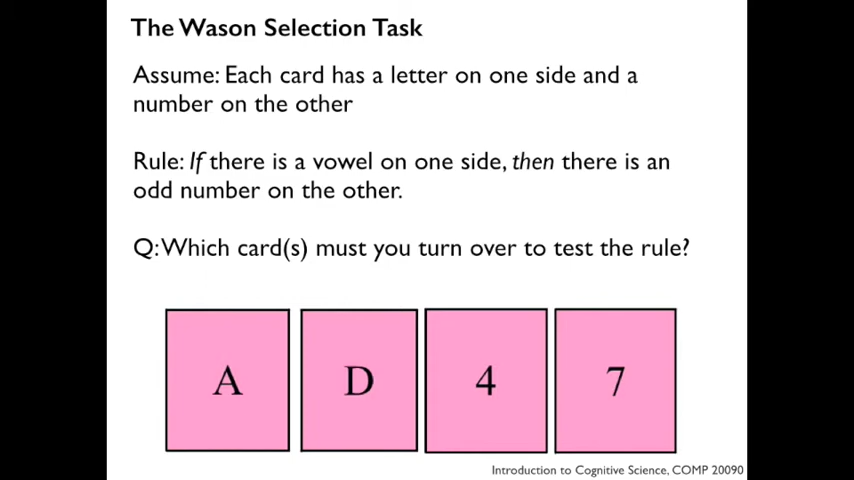 The Wason Selection Task
Assume: Each card has a letter on one side and a
number on the other
Rule: If there is a vowel on one side, then there is an
odd number on the other.
Q: Which card(s) must you turn over to test the rule?
A D 4 7
Introduction to Cognitive Science, COMP 20090